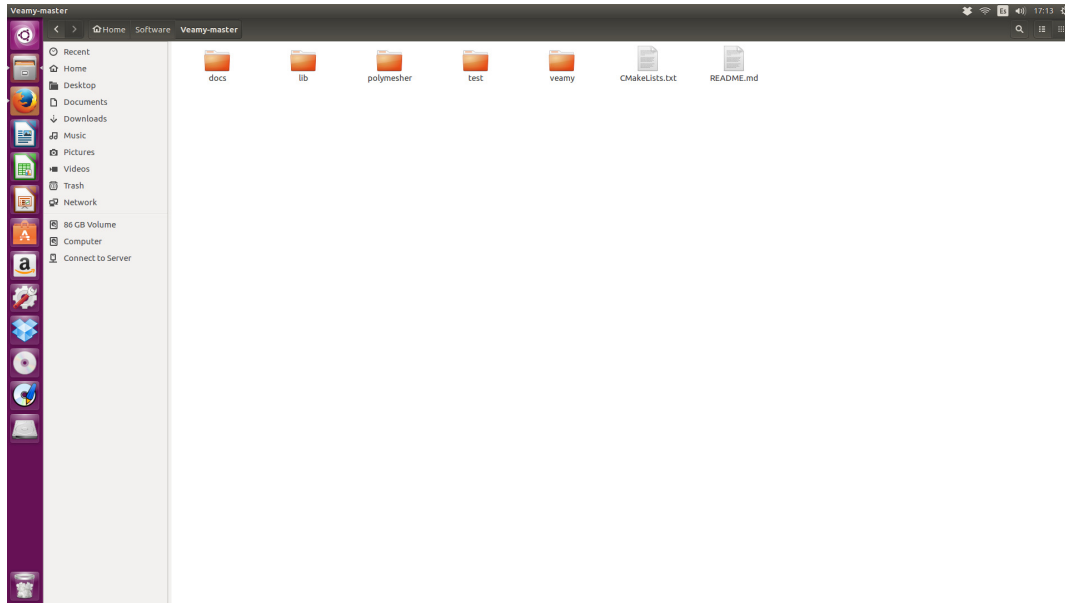 Veamy-master
Es 17:13
Home Software Veamy-master
Recent
Home
Desktop
Documents
Downloads
Music
Pictures
Videos
Trash
Network
86 GB Volume
Computer
Connect to Server
docs lib polymesher test veamy CMakeLists.txt README.md